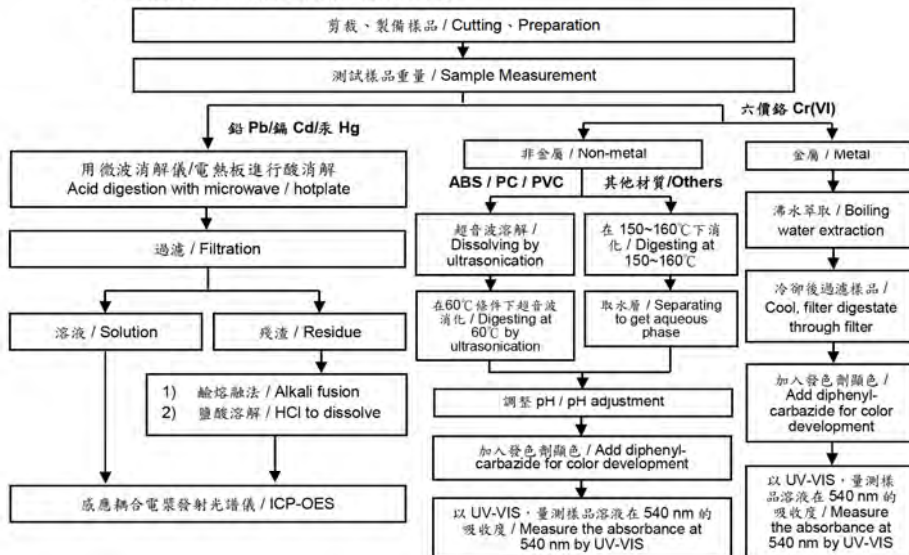 剪裁、製備樣品 / Cutting、Preparation
測試樣品重量 / Sample Measurement
鉛 Pb/鎘 Cd/汞 Hg
六價鉻 Cr(VI)
用微波消解儀/電熱板進行酸消解
Acid digestion with microwave / hotplate
過濾 / Filtration
溶液 / Solution
殘渣 / Residue
1) 鹼熔融法 / Alkali fusion
2) 鹽酸溶解 / HCl to dissolve
感應耦合電漿發射光譜儀 / ICP-OES
非金屬 / Non-metal
ABS / PC / PVC
其他材質/Others
超音波溶解 /
Dissolving by
ultrasonication
在 150~160℃下消
化 / Digesting at
150~160℃
在60℃條件下超音波
消化 / Digesting at
60℃ by
ultrasonication
取水層 / Separating
to get aqueous
phase
調整 pH / pH adjustment
加入發色劑顯色 / Add diphenyl-
carbazide for color development
以 UV-VIS，量測樣品溶液在 540 nm 的
吸收度 / Measure the absorbance at
540 nm by UV-VIS
金屬 / Metal
沸水萃取 / Boiling
water extraction
冷卻後過濾樣品 /
Cool, filter digestate
through filter
加入發色劑顯色 /
Add diphenyl-
carbazide for color
development
以 UV-VIS，量測樣
品溶液在 540 nm 的
吸收度 / Measure
the absorbance at
540 nm by UV-VIS